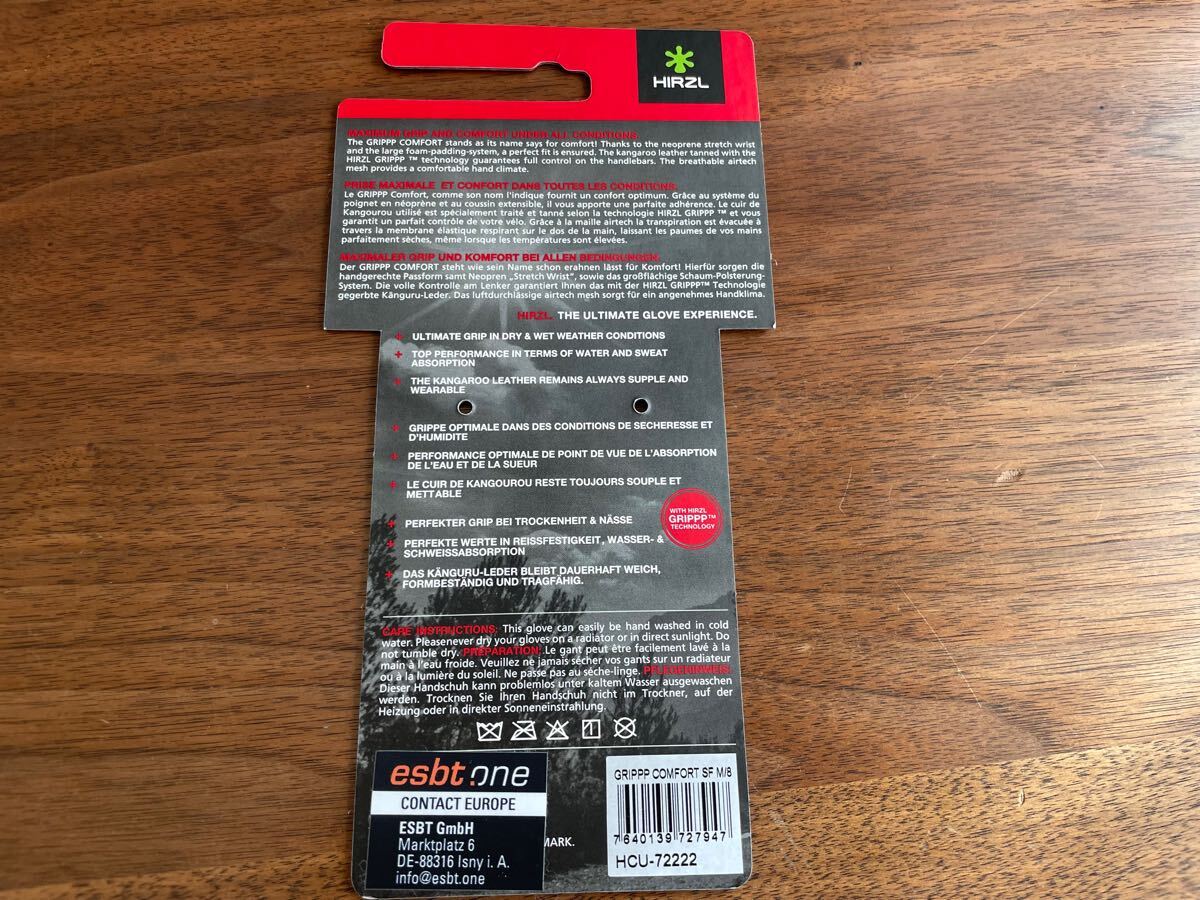 HIRZL
MAXIMUM GRIP AND COMFORT UNDER ALL CONDITIONS.
The GRIPPP COMFORT stands as its name says for comfort! Thanks to the neoprene stretch wrist
and the large foam-padding-system, a perfect fit is ensured. The kangaroo leather tanned with the
HIRZL GRIPPP ™ technology guarantees full control on the handlebars. The breathable airtech
mesh provides a comfortable hand climate.
PRISE MAXIMALE ET CONFORT DANS TOUTES LES CONDITIONS.
Le GRIPPP Comfort, comme son nom l'indique fournit un confort optimum. Grâce au système du
poignet en néoprène et au coussin extensible, il vous apporte une parfaite adhérence. Le cuir de
Kangourou utilisé est spécialement traité et tanné selon la technologie HIRZL GRIPPP ™ et vous
garantit un parfait contrôle de votre vélo. Grâce à la maille airtech la transpiration est évacuée à
travers la membrane élastique respirant sur le dos de la main, laissant les paumes de vos mains
parfaitement sèches, même lorsque les températures sont élevées.
MAXIMALER GRIP UND KOMFORT BEI ALLEN BEDINGUNGEN.
Der GRIPPP COMFORT steht wie sein Name schon erahnen lässt für Komfort! Hierfür sorgen die
handgerechte Passform samt Neopren „Stretch Wrist", sowie das großflächige Schaum-Polsterung-
System. Die volle Kontrolle am Lenker garantiert Ihnen das mit der HIRZL GRIPPP™ Technologie
gegerbte Känguru-Leder. Das luftdurchlässige airtech mesh sorgt für ein angenehmes Handklima.
HIRZL. THE ULTIMATE GLOVE EXPERIENCE.
+ ULTIMATE GRIP IN DRY & WET WEATHER CONDITIONS
+ TOP PERFORMANCE IN TERMS OF WATER AND SWEAT
ABSORPTION
+ THE KANGAROO LEATHER REMAINS ALWAYS SUPPLE AND
WEARABLE
+ GRIPPE OPTIMALE DANS DES CONDITIONS DE SECHERESSE ET
D'HUMIDITE
+ PERFORMANCE OPTIMALE DE POINT DE VUE DE L'ABSORPTION
DE L'EAU ET DE LA SUEUR
+ LE CUIR DE KANGOUROU RESTE TOUJOURS SOUPLE ET
METTABLE
WITH HIRZL
GRIPPP™
TECHNOLOGY
+ PERFEKTER GRIP BEI TROCKENHEIT & NÄSSE
+ PERFEKTE WERTE IN REISSFESTIGKEIT, WASSER- &
SCHWEISSABSORPTION
+ DAS KÄNGURU-LEDER BLEIBT DAUERHAFT WEICH,
FORMBESTÄNDIG UND TRAGFÄHIG.
CARE INSTRUCTIONS: This glove can easily be hand washed in cold
water. Pleasenever dry your gloves on a radiator or in direct sunlight. Do
not tumble dry. PRÉPARATION: Le gant peut être facilement lavé à la
main à l'eau froide. Veuillez ne jamais sécher vos gants sur un radiateur
ou à la lumière du soleil. Ne passe pas au séche-linge. PFLEGEHINWEIS:
Dieser Handschuh kann problemlos unter kaltem Wasser ausgewaschen
werden. Trocknen Sie Ihren Handschuh nicht im Trockner, auf der
Heizung oder in direkter Sonneneinstrahlung.
esbt.one
CONTACT EUROPE
ESBT GmbH
Marktplatz 6
DE-88316 Isny i. A.
info@esbt.one
MARK.
GRIPPP COMFORT SF M/8
7 640139 727947
HCU-72222